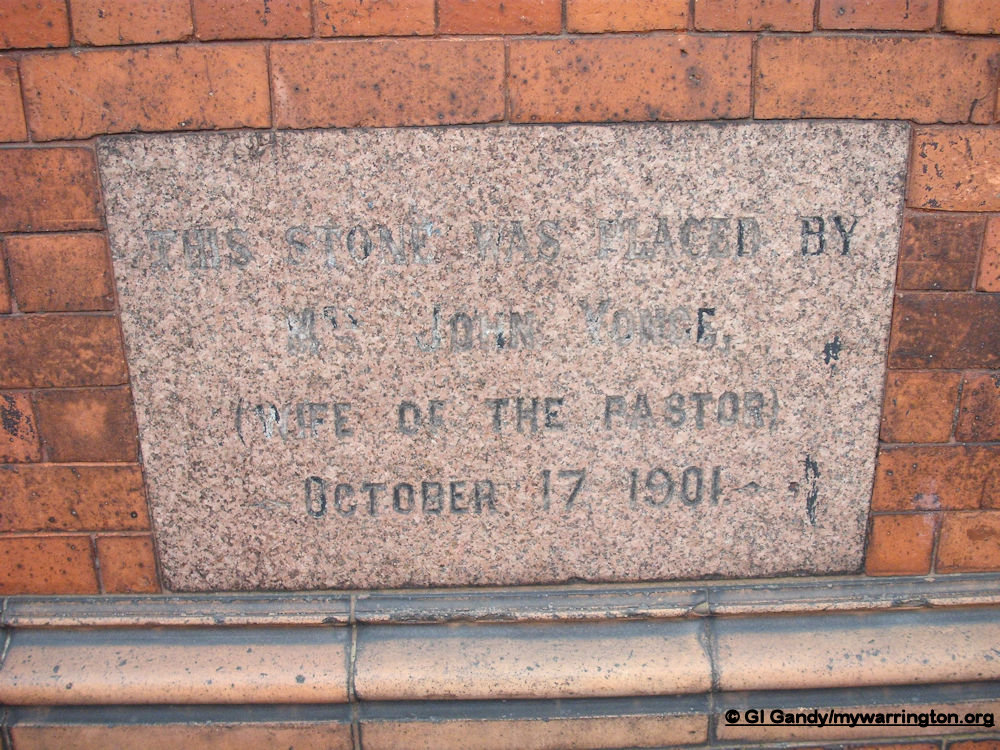 THIS STONE WAS PLACED BY
Mrs JOHN YONGE,
(WIFE OF THE PASTOR)
OCTOBER 17 1901
© GI Gandy/mywarrington.org